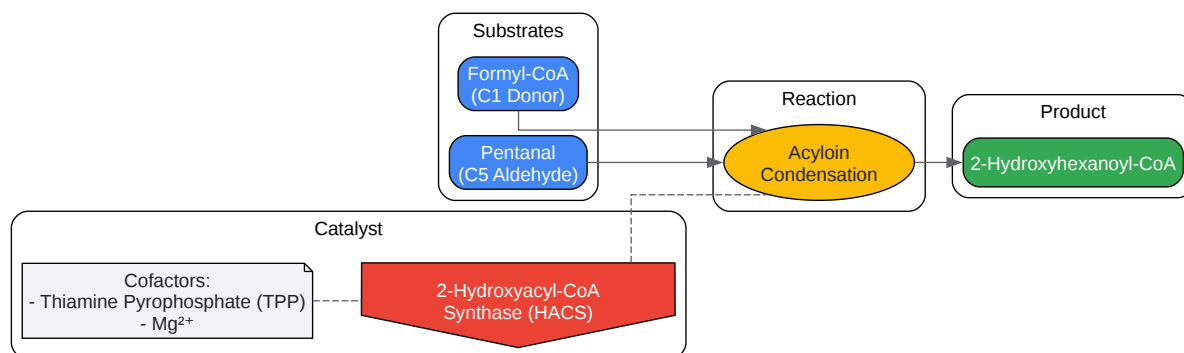 Substrates
Formyl-CoA
(C1 Donor)
Pentanal
(C5 Aldehyde)
Reaction
Acyloin
Condensation
Product
2-Hydroxyhexanoyl-CoA
Catalyst
Cofactors:
- Thiamine Pyrophosphate (TPP)
- Mg²⁺
2-Hydroxyacyl-CoA
Synthase (HACS)